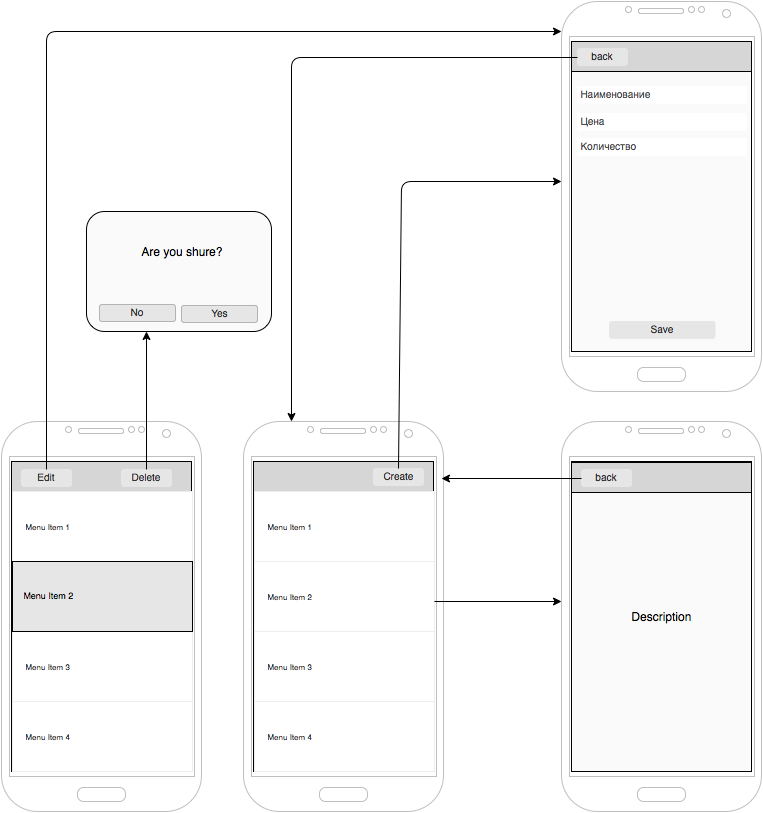 back
Наименование
Цена
Количество
Save
Are you shure?
No
Yes
Edit
Delete
Menu Item 1
Menu Item 2
Menu Item 3
Menu Item 4
Create
Menu Item 1
Menu Item 2
Menu Item 3
Menu Item 4
back
Description